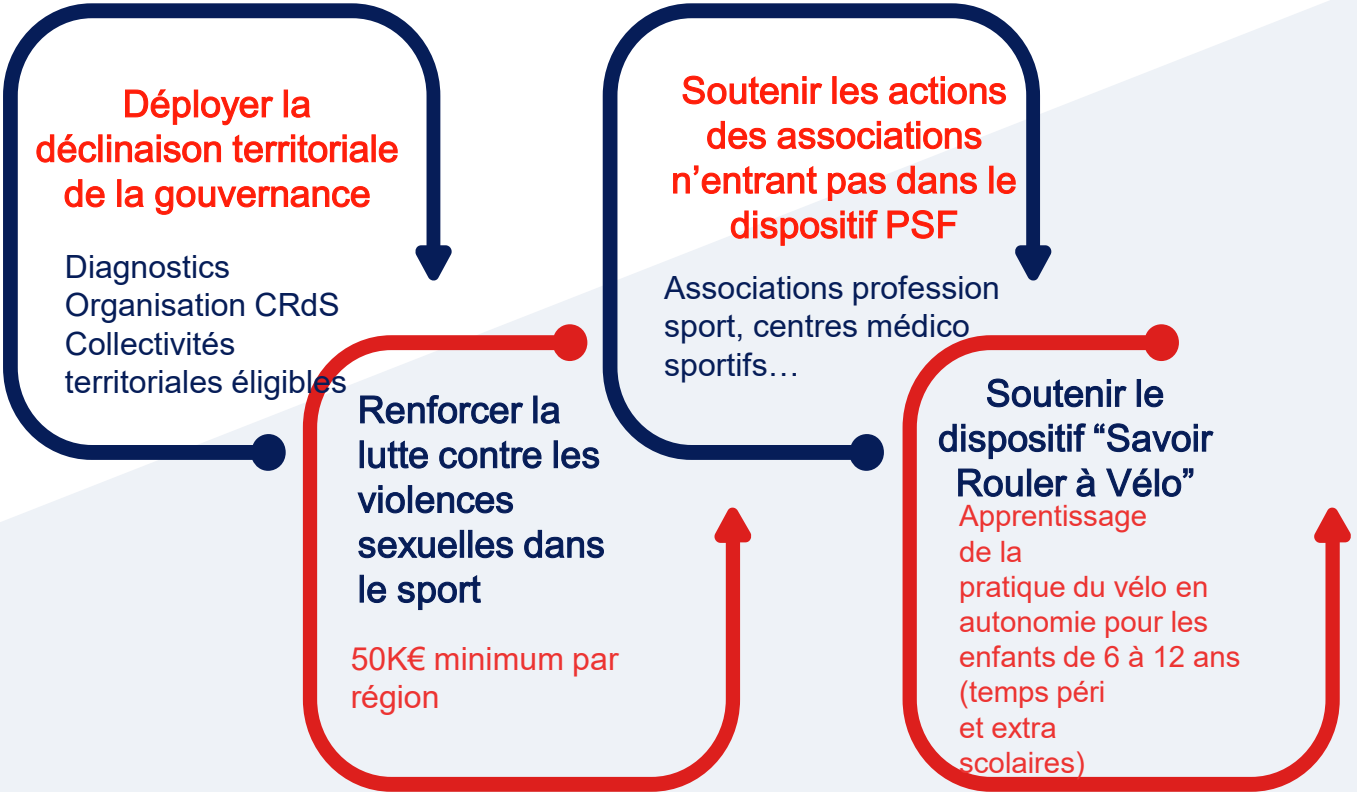 Déployer la
déclinaison territoriale
de la gouvernance
Diagnostics
Organisation CRdS
Collectivités
territoriales éligibles
Renforcer la
lutte contre les
violences
sexuelles dans
le sport
50K€ minimum par
région
Soutenir les actions
des associations
n’entrant pas dans le
dispositif PSF
Associations profession
sport, centres médico
sportifs…
Soutenir le
dispositif “Savoir
Rouler à Vélo”
Apprentissage
de la
pratique du vélo en
autonomie pour les
enfants de 6 à 12 ans
(temps péri
et extra
scolaires)